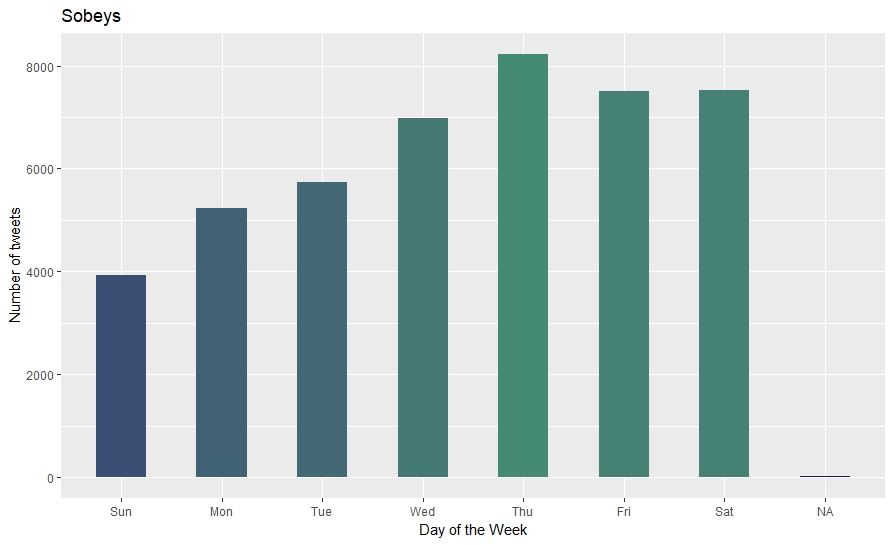 Sobeys
8000
6000
4000
2000
0
Number of tweets
Sun Mon Tue Wed Thu Fri Sat NA
Day of the Week